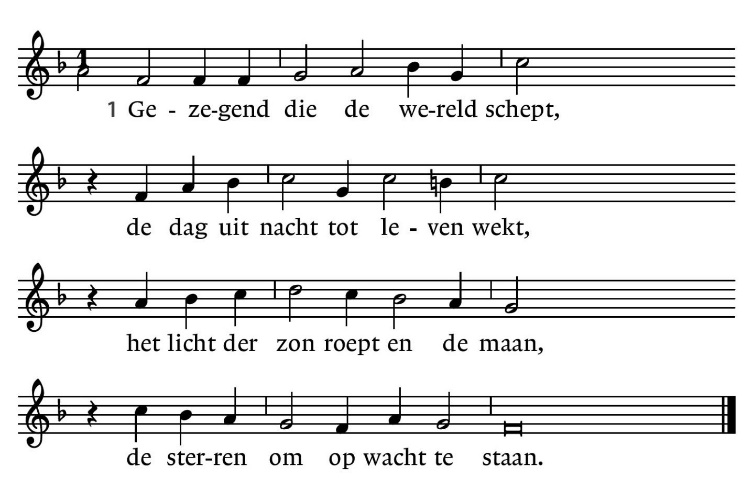 1
1 Ge - ze-gend die de we-reld schept,
de dag uit nacht tot le - ven wekt,
het licht der zon roept en de maan,
de ster-ren om op wacht te staan.